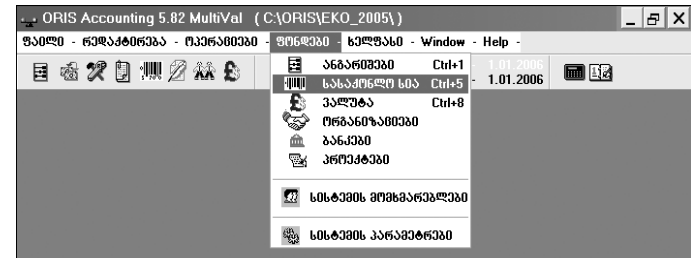 ORIS Accounting 5.82 MultiVal ( C:\ORIS\EKO_2005\ )
ფაილი - რედაქტირება - ოპერაციები - ფონდები - ხელფასი - Window - Help -
ანგარიშები Ctrl+1
- 1.01.2006
სასაქონლო სია Ctrl+5
- 1.01.2006
ვალუტა Ctrl+8
ორგანიზაციები
ბანკები
პროექტები
სისტემის მომხმარებლები
სისტემის პარამეტრები